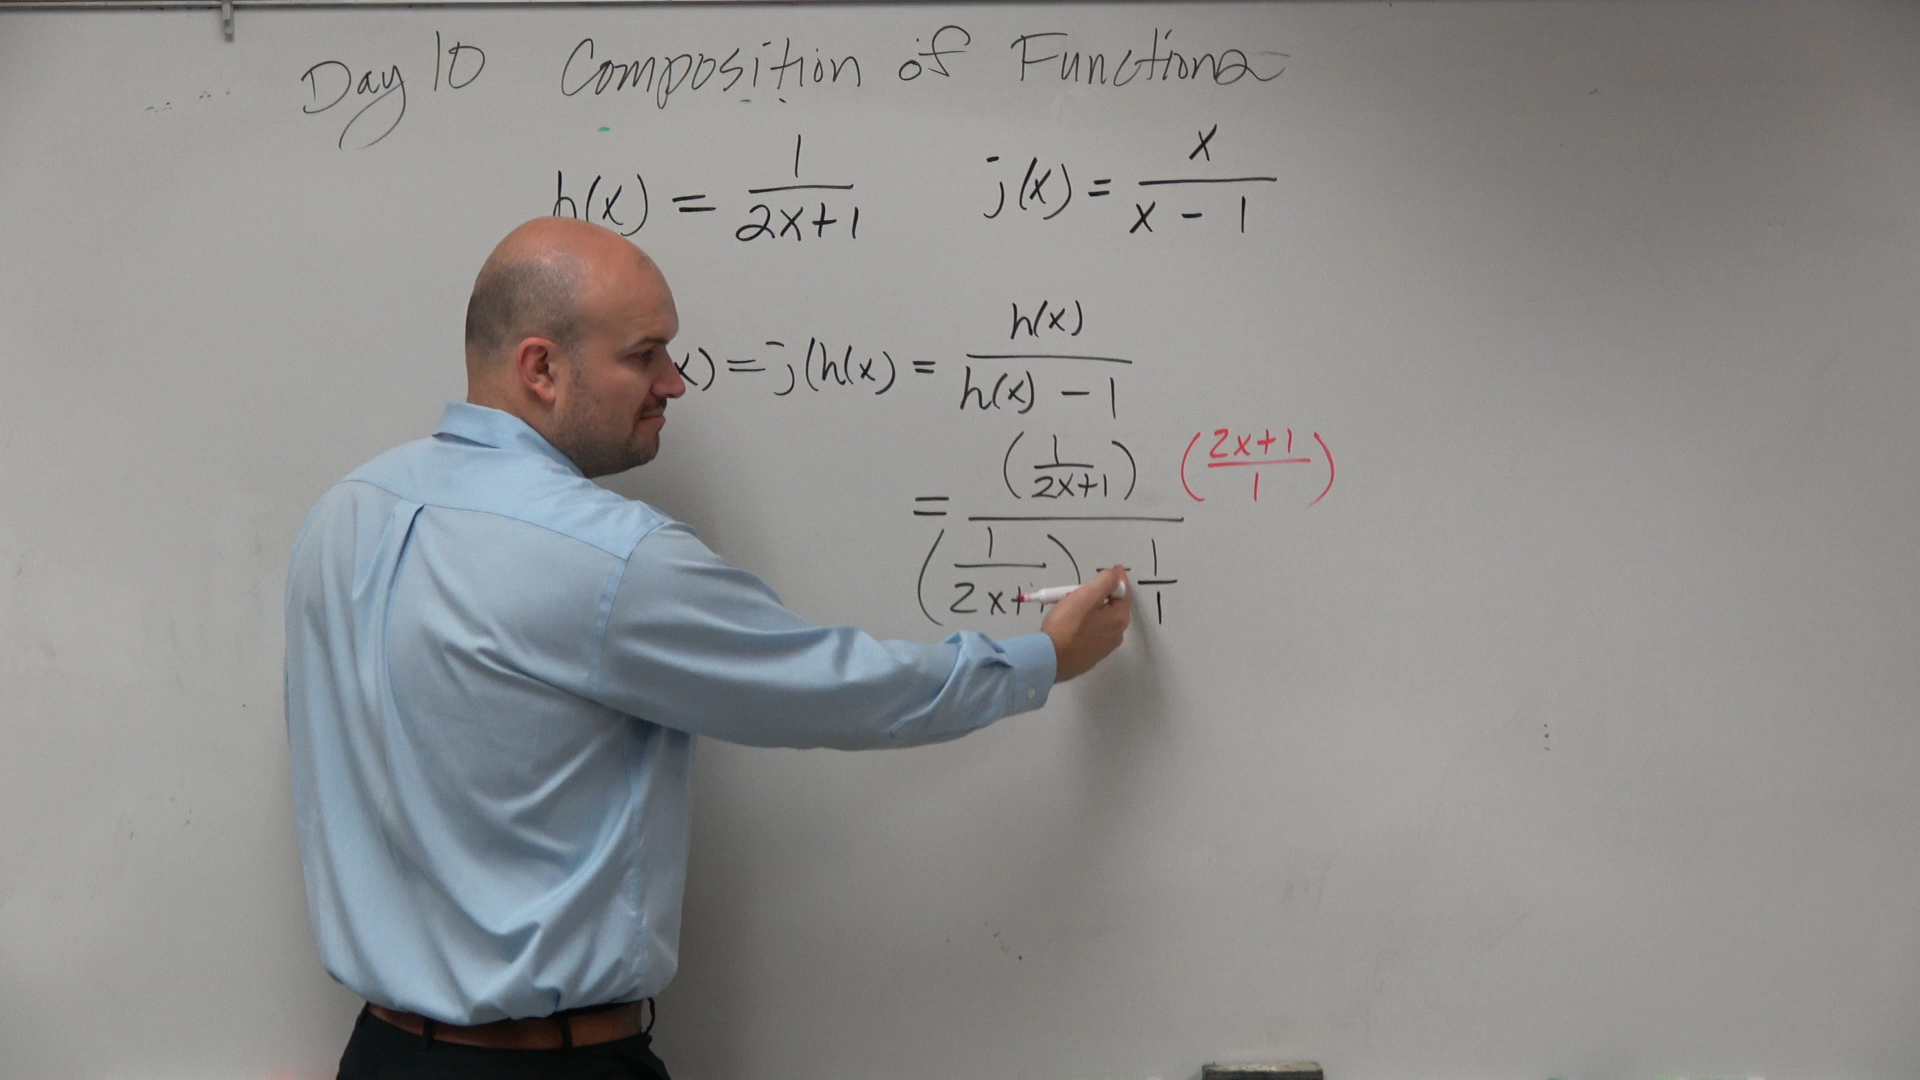 Day 10 Composition of Functions
h(x) = 1/(2x+1) j(x) = x/(x - 1)
x) = j(h(x) = h(x)/(h(x) - 1)
= (1/(2x+1)) ((2x+1)/1)
(1/(2x+1)) - 1/1